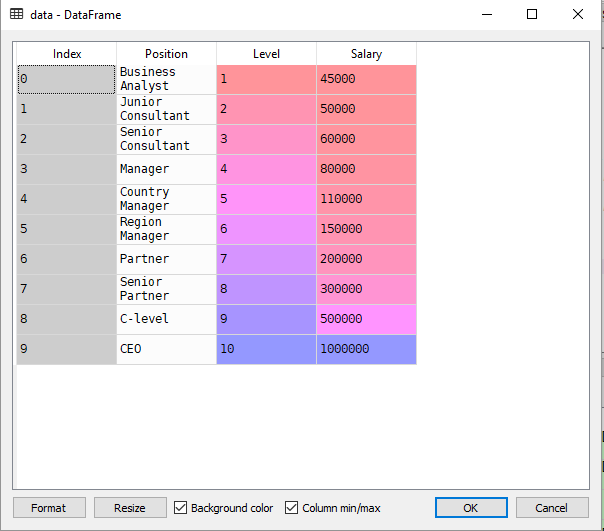 data - DataFrame
Index Position Level Salary
0 Business Analyst 1 45000
1 Junior Consultant 2 50000
2 Senior Consultant 3 60000
3 Manager 4 80000
4 Country Manager 5 110000
5 Region Manager 6 150000
6 Partner 7 200000
7 Senior Partner 8 300000
8 C-level 9 500000
9 CEO 10 1000000
Format Resize Background color Column min/max OK Cancel